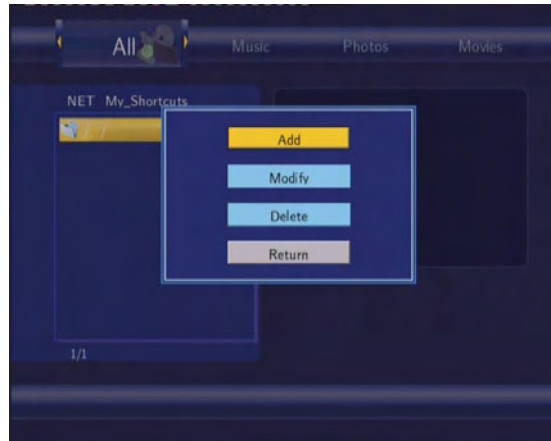 All Music Photos Movies
NET My_Shortcuts
Add
Modify
Delete
Return
1/1